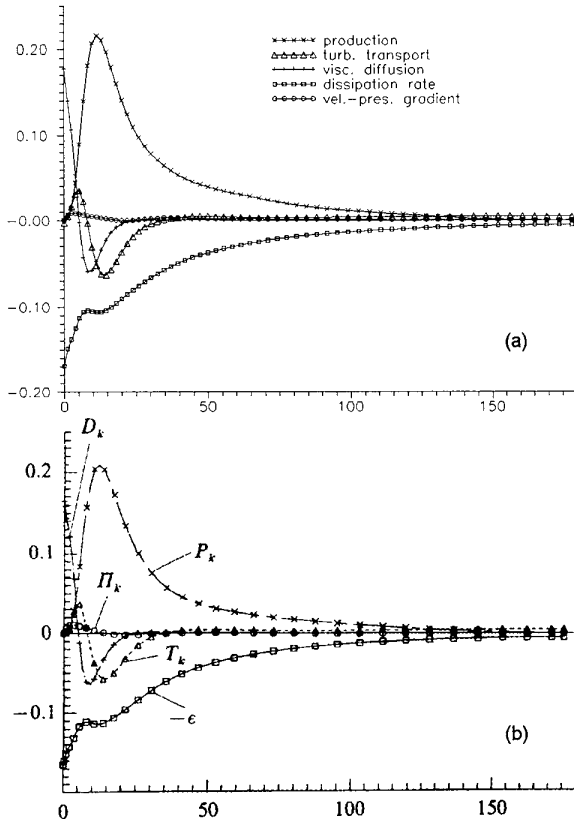 0.20
production
turb. transport
visc. diffusion
dissipation rate
vel.-pres. gradient
0.10
-0.00
-0.10
(a)
-0.20
0 50 100 150
D_k
0.2
P_k
0.1
Π_k
0
T_k
-0.1
-ϵ
(b)
0 50 100 150